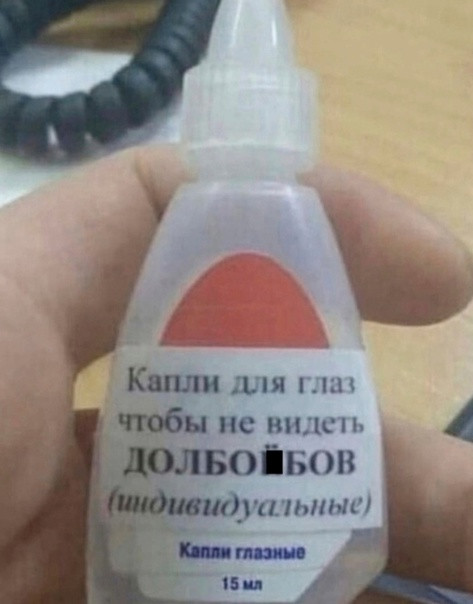 Капли для глаз
чтобы не видеть
ДОЛБО БОВ
(индивидуальные)
Капли глазные
15 мл